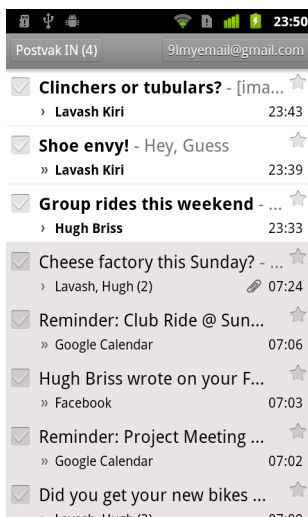 23:50
Postvak IN (4) 9lmyemail@gmail.com
Clinchers or tubulars? - [ima...
› Lavash Kiri 23:43
Shoe envy! - Hey, Guess
» Lavash Kiri 23:39
Group rides this weekend - ...
› Hugh Briss 23:33
Cheese factory this Sunday? - ...
› Lavash, Hugh (2) 07:24
Reminder: Club Ride @ Sun...
» Google Calendar 07:06
Hugh Briss wrote on your F...
» Facebook 07:03
Reminder: Project Meeting ...
» Google Calendar 07:02
Did you get your new bikes ...